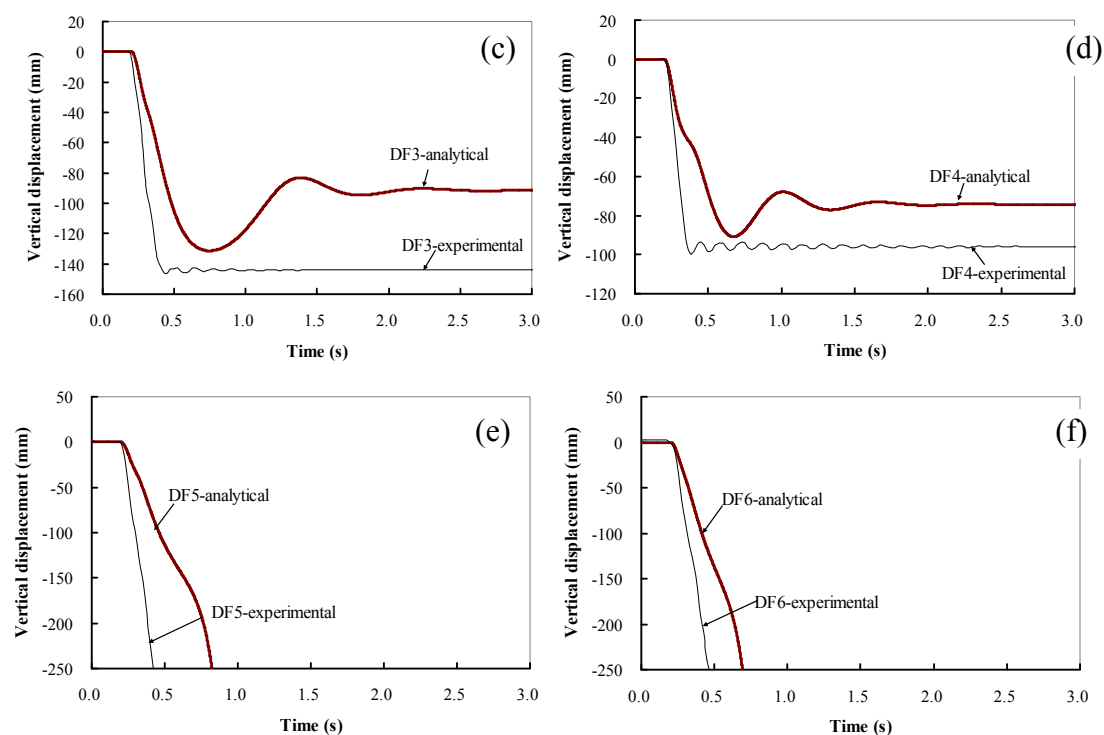 (c)
20
0
-20
-40
-60
-80
-100
-120
-140
-160
Vertical displacement (mm)
DF3-analytical
DF3-experimental
0.0 0.5 1.0 1.5 2.0 2.5 3.0
Time (s)
(d)
20
0
-20
-40
-60
-80
-100
-120
Vertical displacement (mm)
DF4-analytical
DF4-experimental
0.0 0.5 1.0 1.5 2.0 2.5 3.0
Time (s)
(e)
50
0
-50
-100
-150
-200
-250
Vertical displacement (mm)
DF5-analytical
DF5-experimental
0.0 0.5 1.0 1.5 2.0 2.5 3.0
Time (s)
(f)
50
0
-50
-100
-150
-200
-250
Vertical displacement (mm)
DF6-analytical
DF6-experimental
0.0 0.5 1.0 1.5 2.0 2.5 3.0
Time (s)